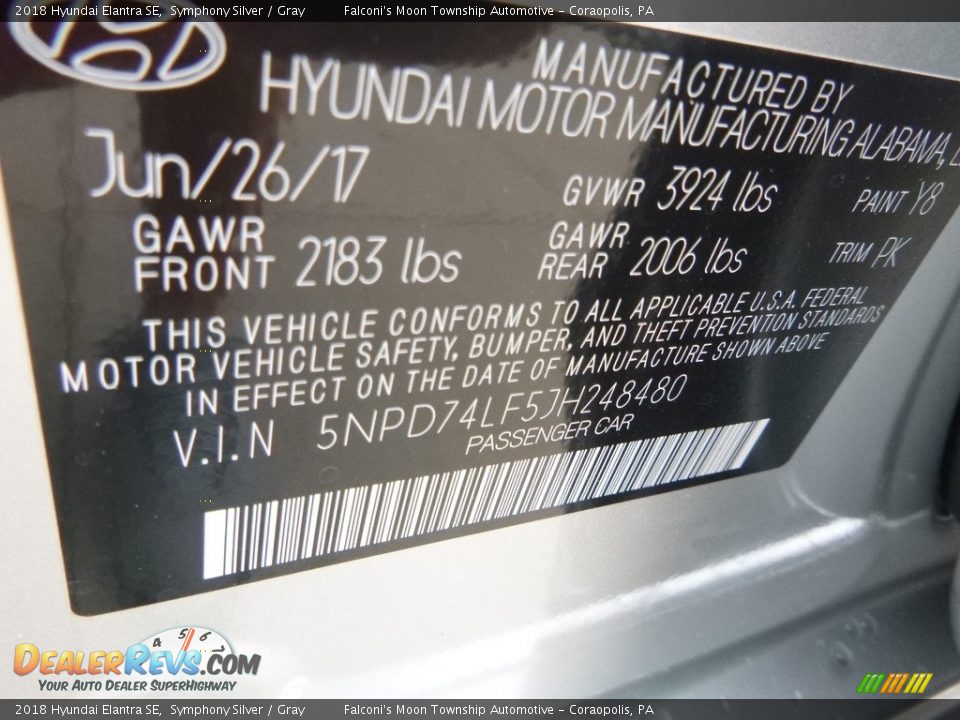 2018 Hyundai Elantra SE, Symphony Silver / Gray Falconi's Moon Township Automotive - Coraopolis, PA
MANUFACTURED BY
HYUNDAI MOTOR MANUFACTURING ALABAMA,
Jun/26/17 GVWR 3924 lbs PAINT Y8
GAWR FRONT 2183 lbs GAWR REAR 2006 lbs TRIM PK
THIS VEHICLE CONFORMS TO ALL APPLICABLE U.S.A. FEDERAL
MOTOR VEHICLE SAFETY, BUMPER, AND THEFT PREVENTION STANDARDS
IN EFFECT ON THE DATE OF MANUFACTURE SHOWN ABOVE
V.I.N 5NPD74LF5JH248480
PASSENGER CAR
4 5 6
DEALERREVS.COM
YOUR AUTO DEALER SUPERHIGHWAY
2018 Hyundai Elantra SE, Symphony Silver / Gray Falconi's Moon Township Automotive - Coraopolis, PA